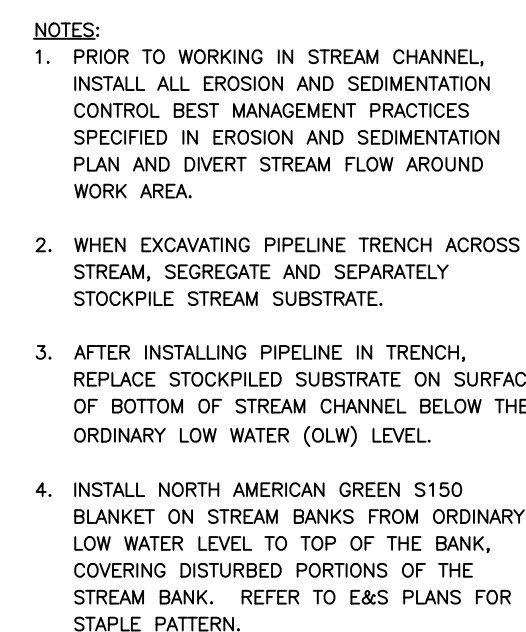 NOTES:
1. PRIOR TO WORKING IN STREAM CHANNEL,
INSTALL ALL EROSION AND SEDIMENTATION
CONTROL BEST MANAGEMENT PRACTICES
SPECIFIED IN EROSION AND SEDIMENTATION
PLAN AND DIVERT STREAM FLOW AROUND
WORK AREA.
2. WHEN EXCAVATING PIPELINE TRENCH ACROSS
STREAM, SEGREGATE AND SEPARATELY
STOCKPILE STREAM SUBSTRATE.
3. AFTER INSTALLING PIPELINE IN TRENCH,
REPLACE STOCKPILED SUBSTRATE ON SURFAC
OF BOTTOM OF STREAM CHANNEL BELOW THE
ORDINARY LOW WATER (OLW) LEVEL.
4. INSTALL NORTH AMERICAN GREEN S150
BLANKET ON STREAM BANKS FROM ORDINARY
LOW WATER LEVEL TO TOP OF THE BANK,
COVERING DISTURBED PORTIONS OF THE
STREAM BANK. REFER TO E&S PLANS FOR
STAPLE PATTERN.